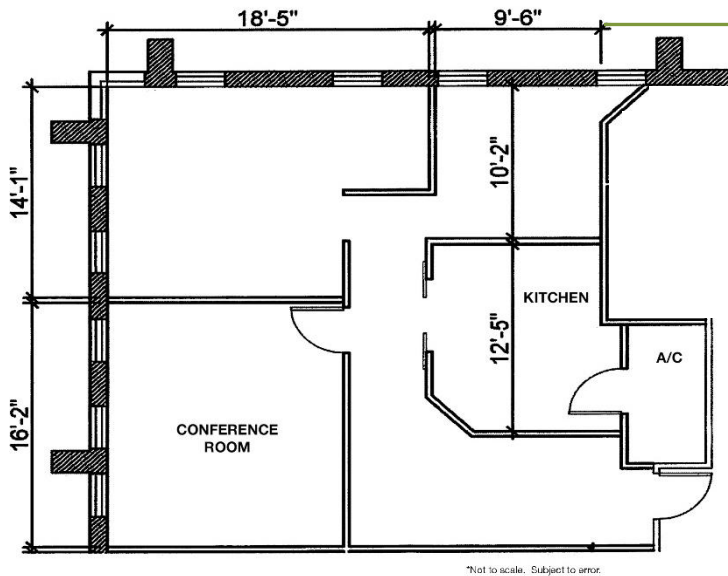 18'-5"
9'-6"
14'-1"
10'-2"
KITCHEN
12'-5"
A/C
16'-2"
CONFERENCE
ROOM
*Not to scale. Subject to error.